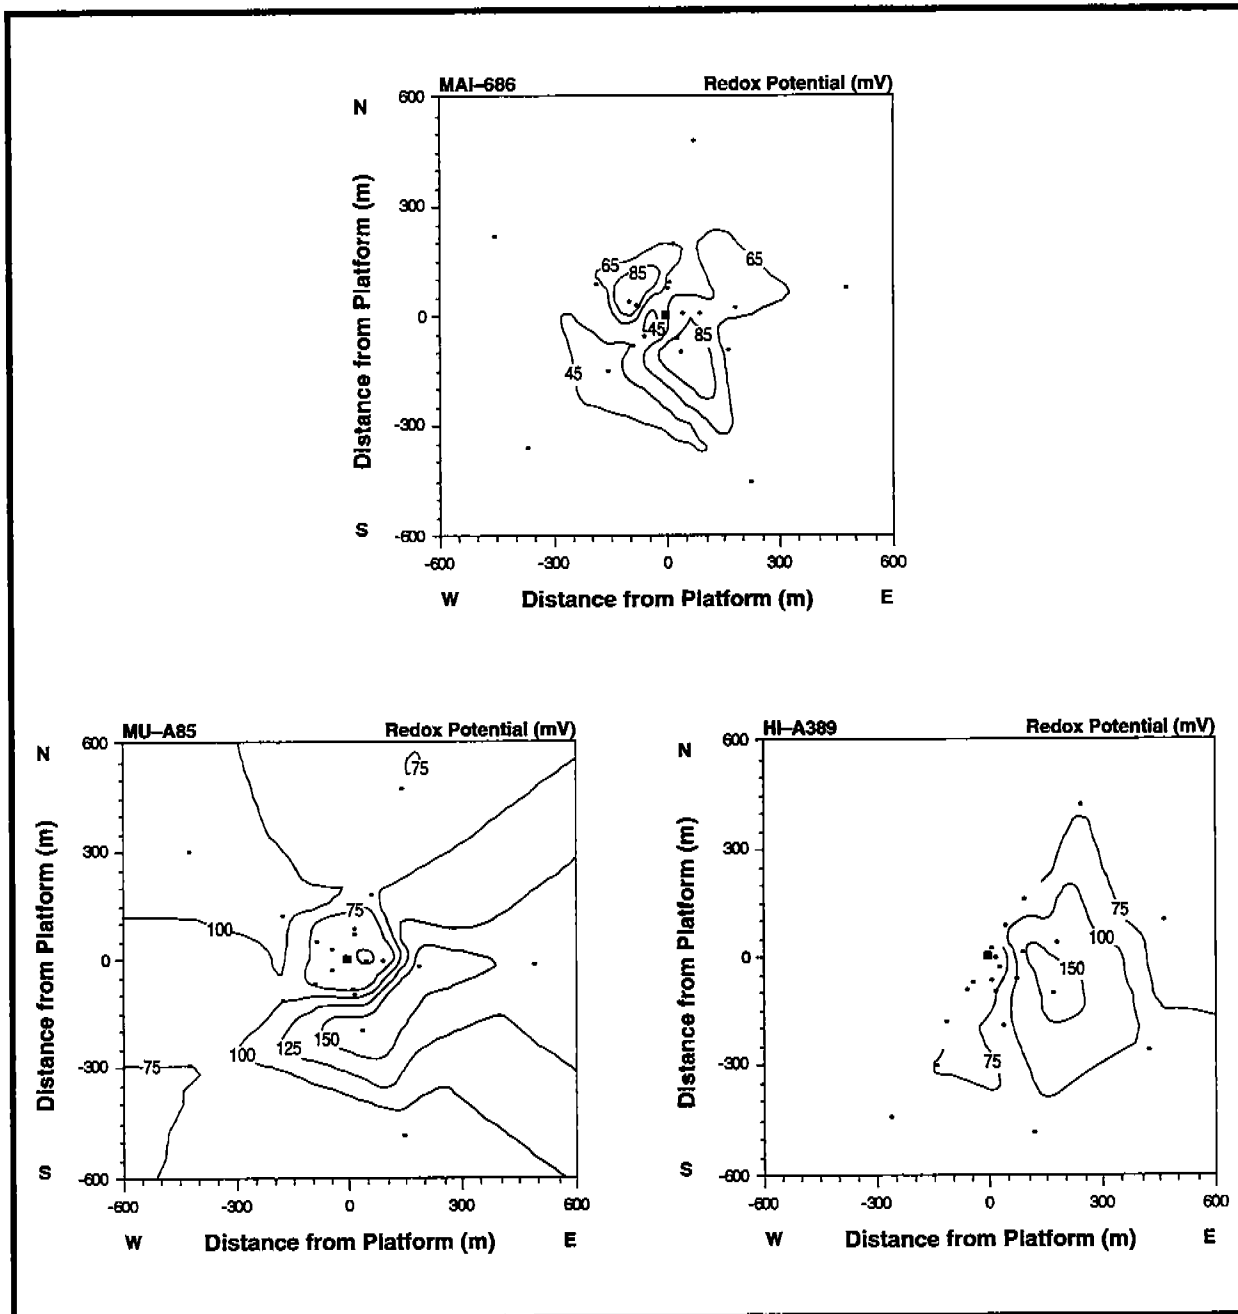 MAI-686 Redox Potential (mV)
N
600
300
0
-300
-600
S
Distance from Platform (m)
65
85
65
45
85
45
-600 -300 0 300 600
W Distance from Platform (m) E
MU-A85 Redox Potential (mV)
N
600
300
0
-300
-600
S
Distance from Platform (m)
75
75
100
100
125
150
75
-600 -300 0 300 600
W Distance from Platform (m) E
HI-A389 Redox Potential (mV)
N
600
300
0
-300
-600
S
Distance from Platform (m)
75
100
150
75
-600 -300 0 300 600
W Distance from Platform (m) E